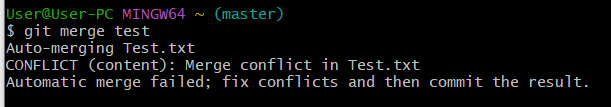 User@User-PC MINGW64 ~ (master)
$ git merge test
Auto-merging Test.txt
CONFLICT (content): Merge conflict in Test.txt
Automatic merge failed; fix conflicts and then commit the result.